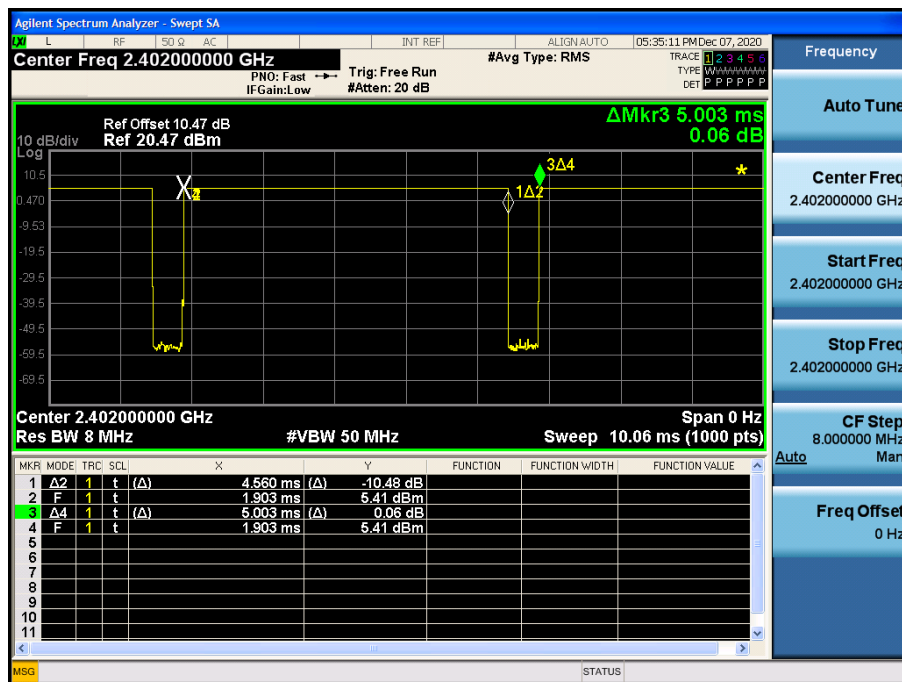 Agilent Spectrum Analyzer - Swept SA
LXI L RF 50 Ω AC INT REF ALIGN AUTO 05:35:11 PM Dec 07, 2020
Center Freq 2.402000000 GHz
#Avg Type: RMS
TRACE 1 2 3 4 5 6
PNO: Fast Trig: Free Run
TYPE W
IFGain:Low #Atten: 20 dB
DET P P P P P P
Ref Offset 10.47 dB
ΔMkr3 5.003 ms
10 dB/div Ref 20.47 dBm
0.06 dB
Log
10.5
0.470
-9.53
-19.5
-29.5
-39.5
-49.5
-59.5
-69.5
3Δ4
1Δ2
Center 2.402000000 GHz Span 0 Hz
Res BW 8 MHz #VBW 50 MHz Sweep 10.06 ms (1000 pts)
MKR MODE TRC SCL X Y FUNCTION FUNCTION WIDTH FUNCTION VALUE
1 Δ2 1 t (Δ) 4.560 ms (Δ) -10.48 dB
2 F 1 t 1.903 ms 5.41 dBm
3 Δ4 1 t (Δ) 5.003 ms (Δ) 0.06 dB
4 F 1 t 1.903 ms 5.41 dBm
5
6
7
8
9
10
11
MSG STATUS
Frequency
Auto Tune
Center Freq
2.402000000 GHz
Start Freq
2.402000000 GHz
Stop Freq
2.402000000 GHz
CF Step
8.000000 MHz
Auto Man
Freq Offset
0 Hz